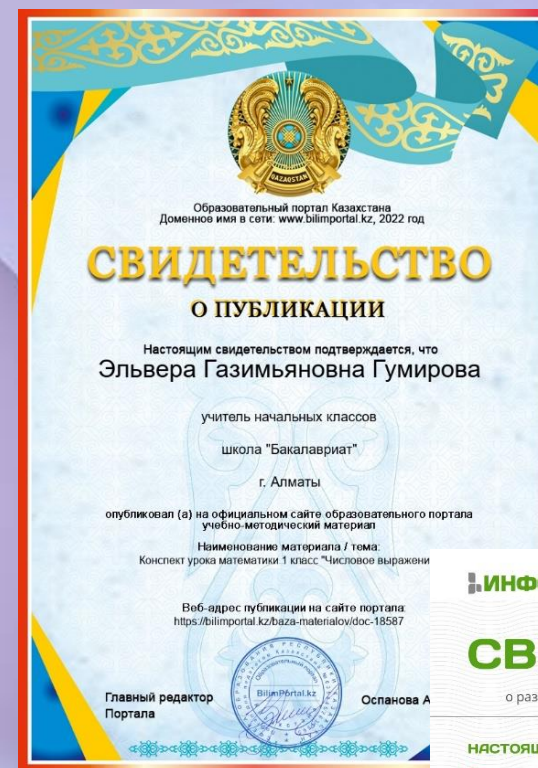 QAZAQSTAN
Образовательный портал Казахстана
Доменное имя в сети: www.bilimportal.kz, 2022 год
СВИДЕТЕЛЬСТВО
О ПУБЛИКАЦИИ
Настоящим свидетельством подтверждается, что
Эльвера Газимьяновна Гумирова
учитель начальных классов
школа "Бакалавриат"
г. Алматы
опубликовал (а) на официальном сайте образовательного портала
учебно-методический материал
Наименование материала / тема:
Конспект урока математики 1 класс "Числовое выражени
Веб-адрес публикации на сайте портала:
https://bilimportal.kz/baza-materialov/doc-18587
Главный редактор
Портала
BilimPortal.kz
Оспанова А
ИНФ
СВ
о раз
НАСТОЯЩ